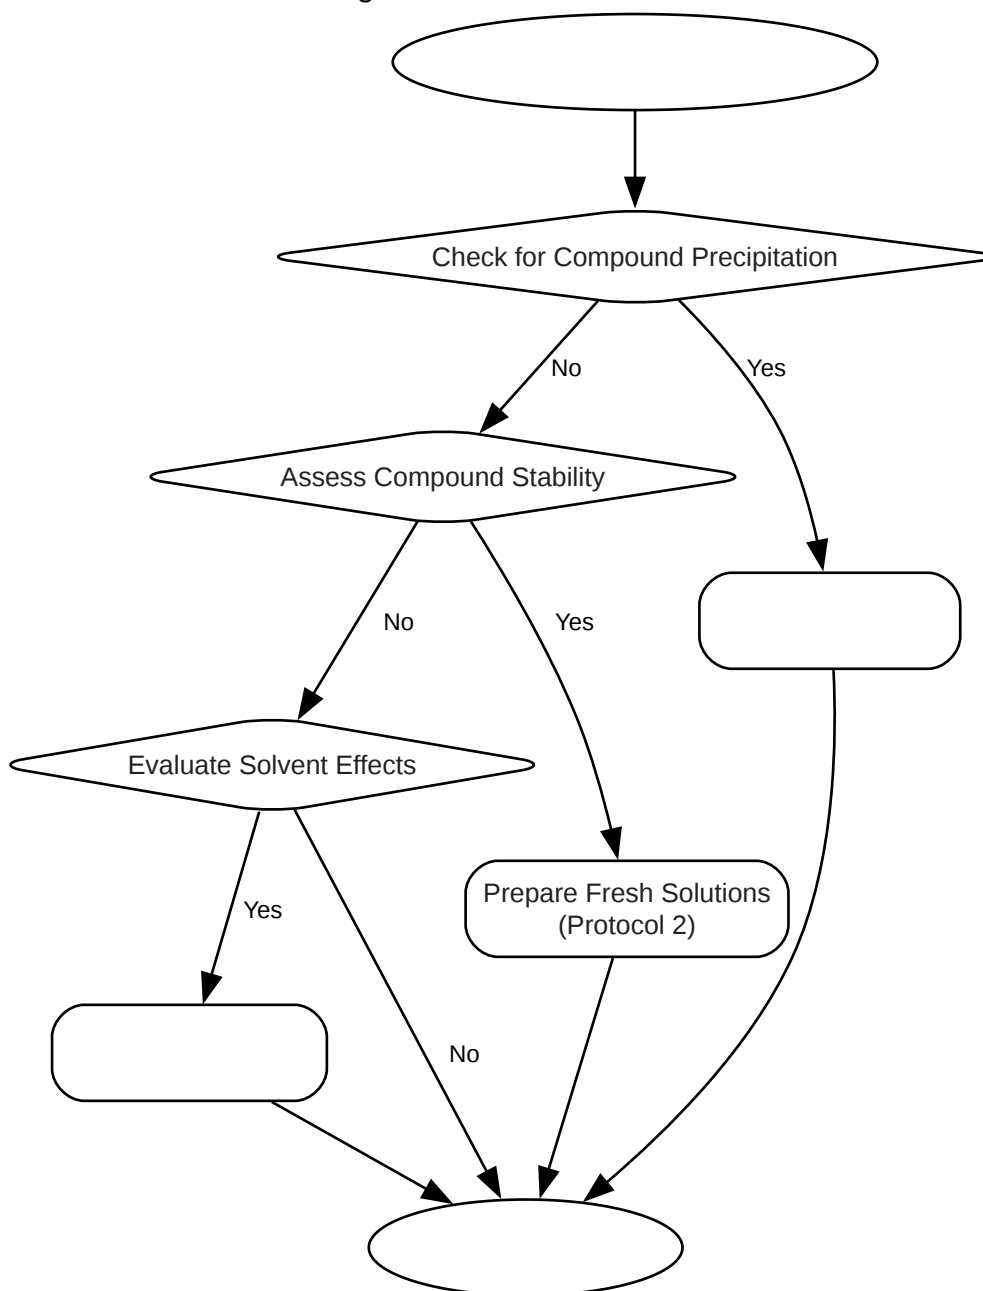 Check for Compound Precipitation
No
Yes
Assess Compound Stability
No
Yes
Evaluate Solvent Effects
Prepare Fresh Solutions
(Protocol 2)
Yes
No